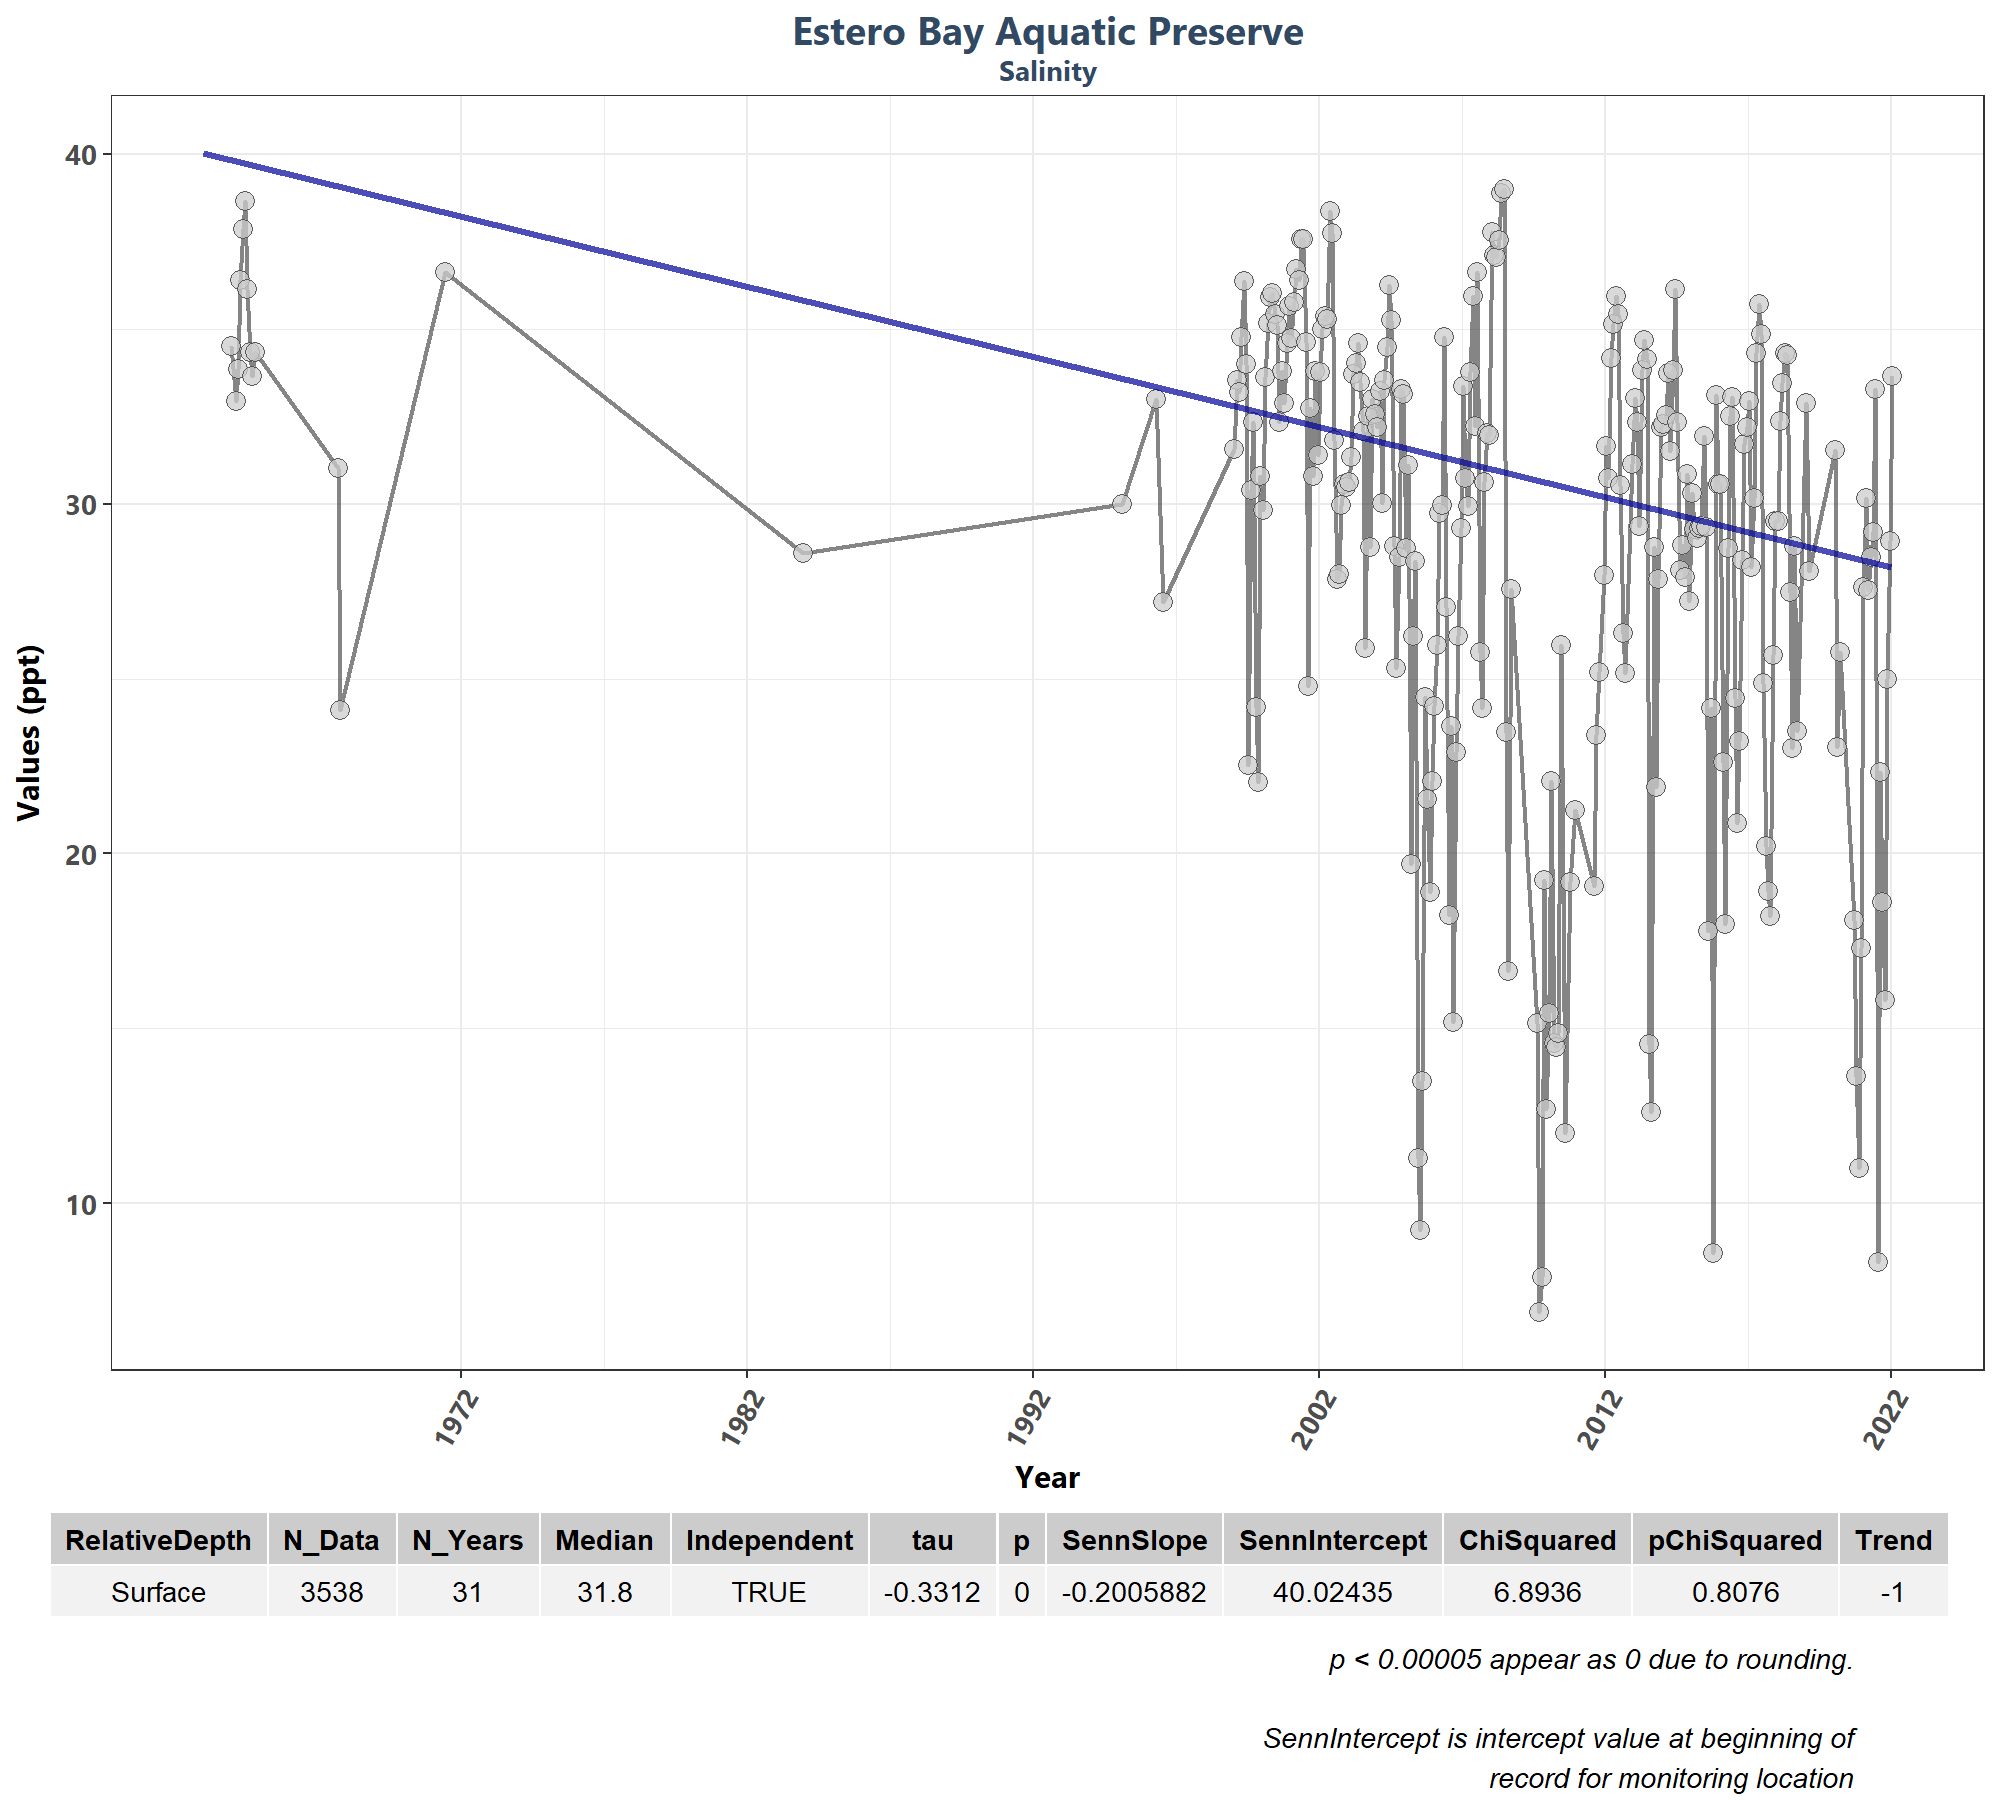 Estero Bay Aquatic Preserve
Salinity
Values (ppt)
40
30
20
10
1972
1982
1992
2002
2012
2022
Year
RelativeDepth N_Data N_Years Median Independent tau p SennSlope SennIntercept ChiSquared pChiSquared Trend
Surface 3538 31 31.8 TRUE -0.3312 0 -0.2005882 40.02435 6.8936 0.8076 -1
p < 0.00005 appear as 0 due to rounding.
SennIntercept is intercept value at beginning of
record for monitoring location